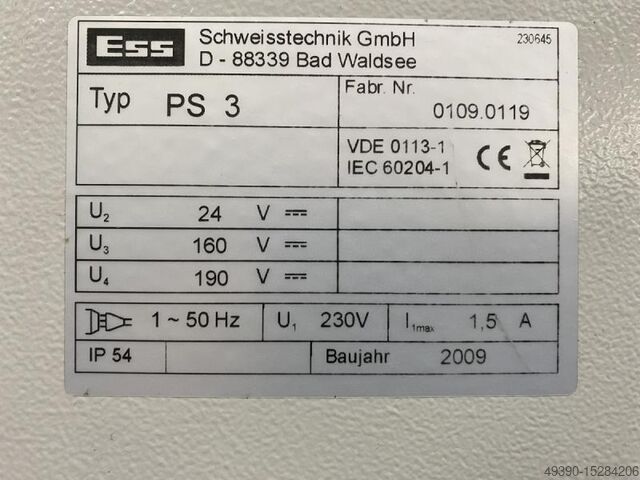 ESS Schweisstechnik GmbH 230645
D - 88339 Bad Waldsee
Typ PS 3
Fabr. Nr. 0109.0119
VDE 0113-1
IEC 60204-1 CE
U2 24 V
U3 160 V
U4 190 V
1 ~ 50 Hz U1 230V I1max 1,5 A
IP 54 Baujahr 2009
49390-15284206